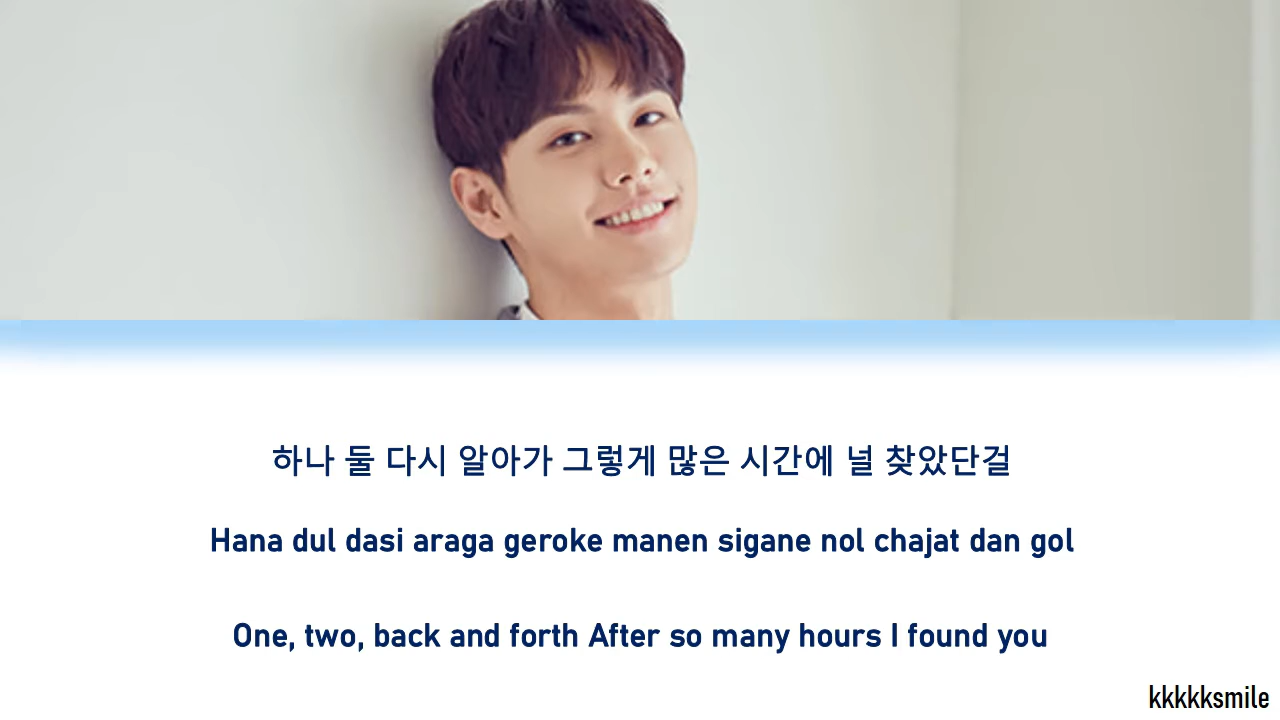 하나 둘 다시 알아가 그렇게 많은 시간에 널 찾았단걸
Hana dul dasi araga geroke manen sigane nol chajat dan gol
One, two, back and forth After so many hours I found you
kkkkksmile